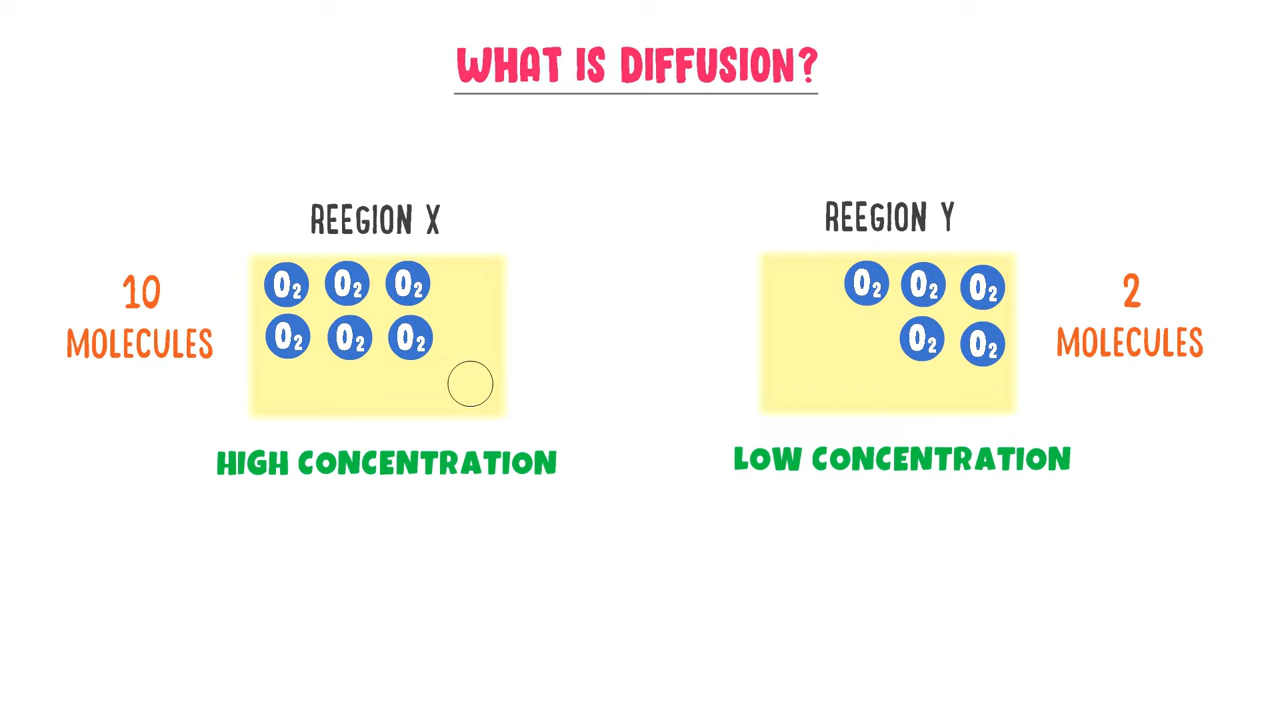 WHAT IS DIFFUSION?
REEGION X
REEGION Y
10
MOLECULES
O₂ O₂ O₂
O₂ O₂ O₂
O₂ O₂ O₂
O₂ O₂
2
MOLECULES
HIGH CONCENTRATION
LOW CONCENTRATION